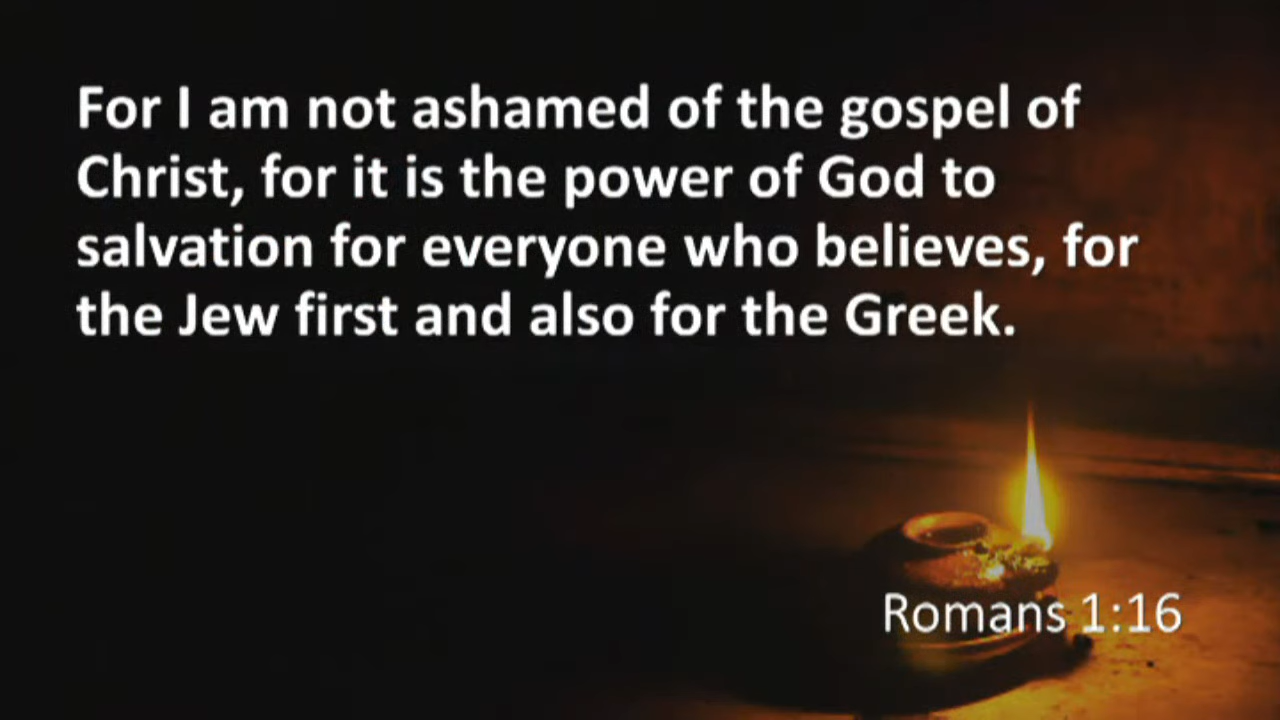 For I am not ashamed of the gospel of
Christ, for it is the power of God to
salvation for everyone who believes, for
the Jew first and also for the Greek.
Romans 1:16